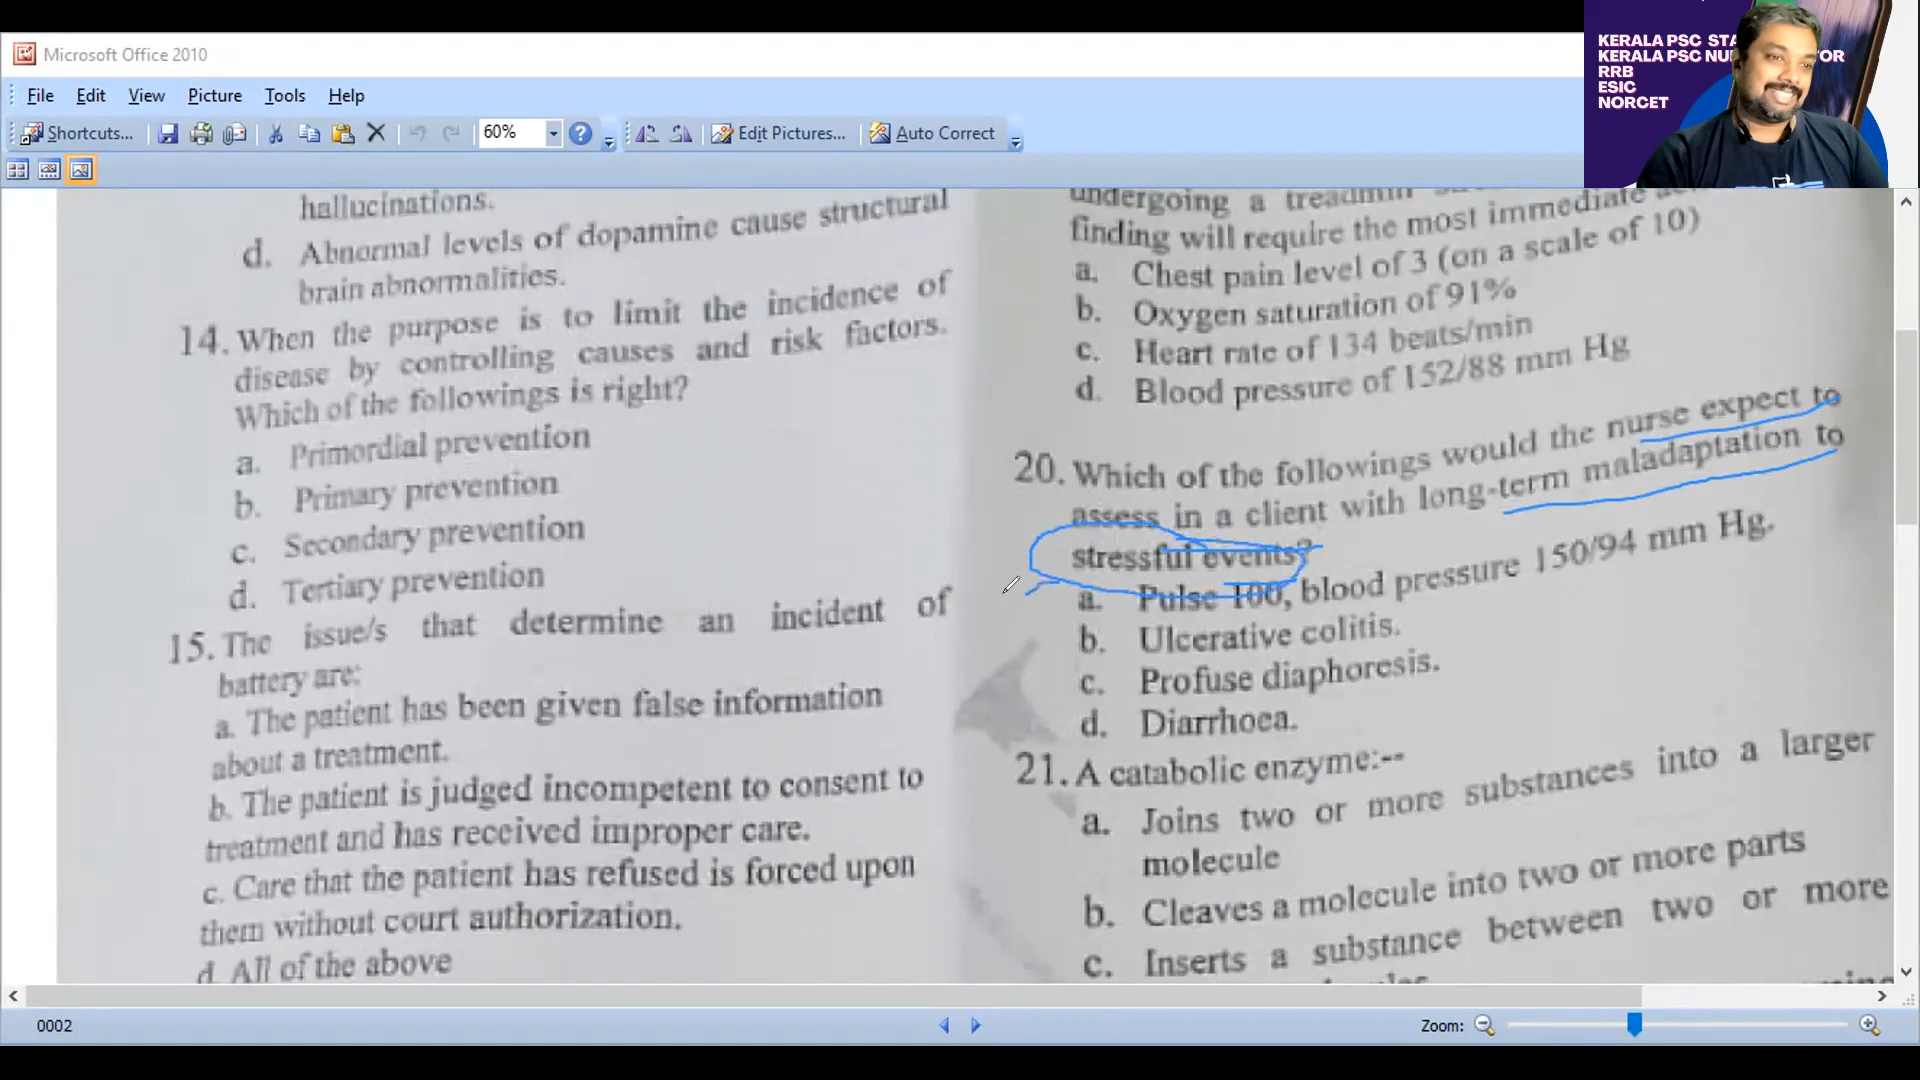 Microsoft Office 2010
File Edit View Picture Tools Help
Shortcuts... 60% Edit Pictures... Auto Correct
KERALA PSC STA
KERALA PSC NU OR
RRB
ESIC
NORCET
hallucinations.
d. Abnormal levels of dopamine cause structural
brain abnormalities.
14. When the purpose is to limit the incidence of
disease by controlling causes and risk factors.
Which of the followings is right?
a. Primordial prevention
b. Primary prevention
c. Secondary prevention
d. Tertiary prevention
15. The issue/s that determine an incident of
battery are:
a. The patient has been given false information
about a treatment.
b. The patient is judged incompetent to consent to
treatment and has received improper care.
c. Care that the patient has refused is forced upon
them without court authorization.
d. All of the above
undergoing a
finding will require the most immediate
a. Chest pain level of 3 (on a scale of 10)
b. Oxygen saturation of 91%
c. Heart rate of 134 beats/min
d. Blood pressure of 152/88 mm Hg
20. Which of the followings would the nurse expect to
assess in a client with long-term maladaptation to
stressful events?
a. Pulse 100, blood pressure 150/94 mm Hg.
b. Ulcerative colitis.
c. Profuse diaphoresis.
d. Diarrhoea.
21. A catabolic enzyme:--
a. Joins two or more substances into a larger
molecule
b. Cleaves a molecule into two or more parts
c. Inserts a substance between two or more
0002
Zoom: